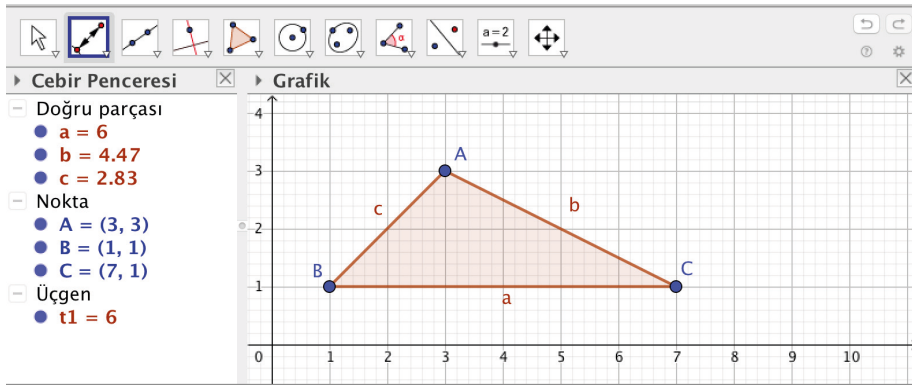 α
a=2
Cebir Penceresi
Grafik
Doğru parçası
a = 6
b = 4.47
c = 2.83
Nokta
A = (3, 3)
B = (1, 1)
C = (7, 1)
Üçgen
t1 = 6
4
3
2
1
A
c
b
B
C
a
0 1 2 3 4 5 6 7 8 9 10